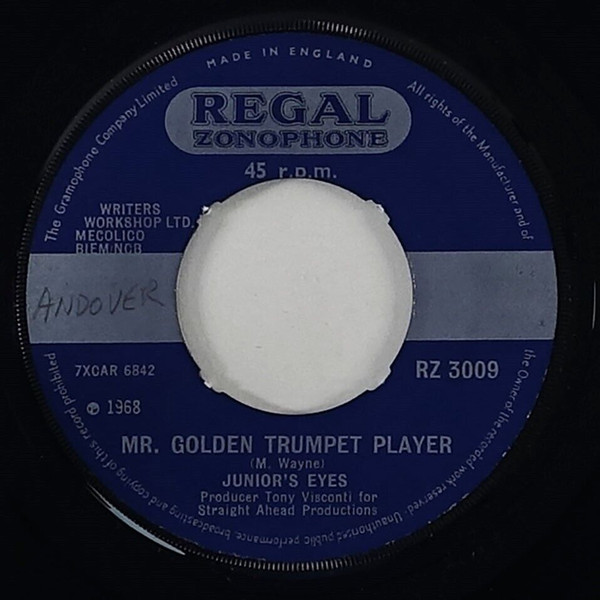 MADE IN ENGLAND
The Gramophone Company Limited
All rights of the Manufacturer and of
REGAL
ZONOPHONE
45 r.p.m.
WRITERS
WORKSHOP LTD.
MECOLICO
BIEM.NCB
ANDOVER
7XCAR 6842
RZ 3009
℗ 1968
MR. GOLDEN TRUMPET PLAYER
(M. Wayne)
JUNIOR'S EYES
Producer Tony Visconti for
Straight Ahead Productions
the Owner of the recorded work reserved. Unauthorized public performance, broadcasting and copying of this record prohibited